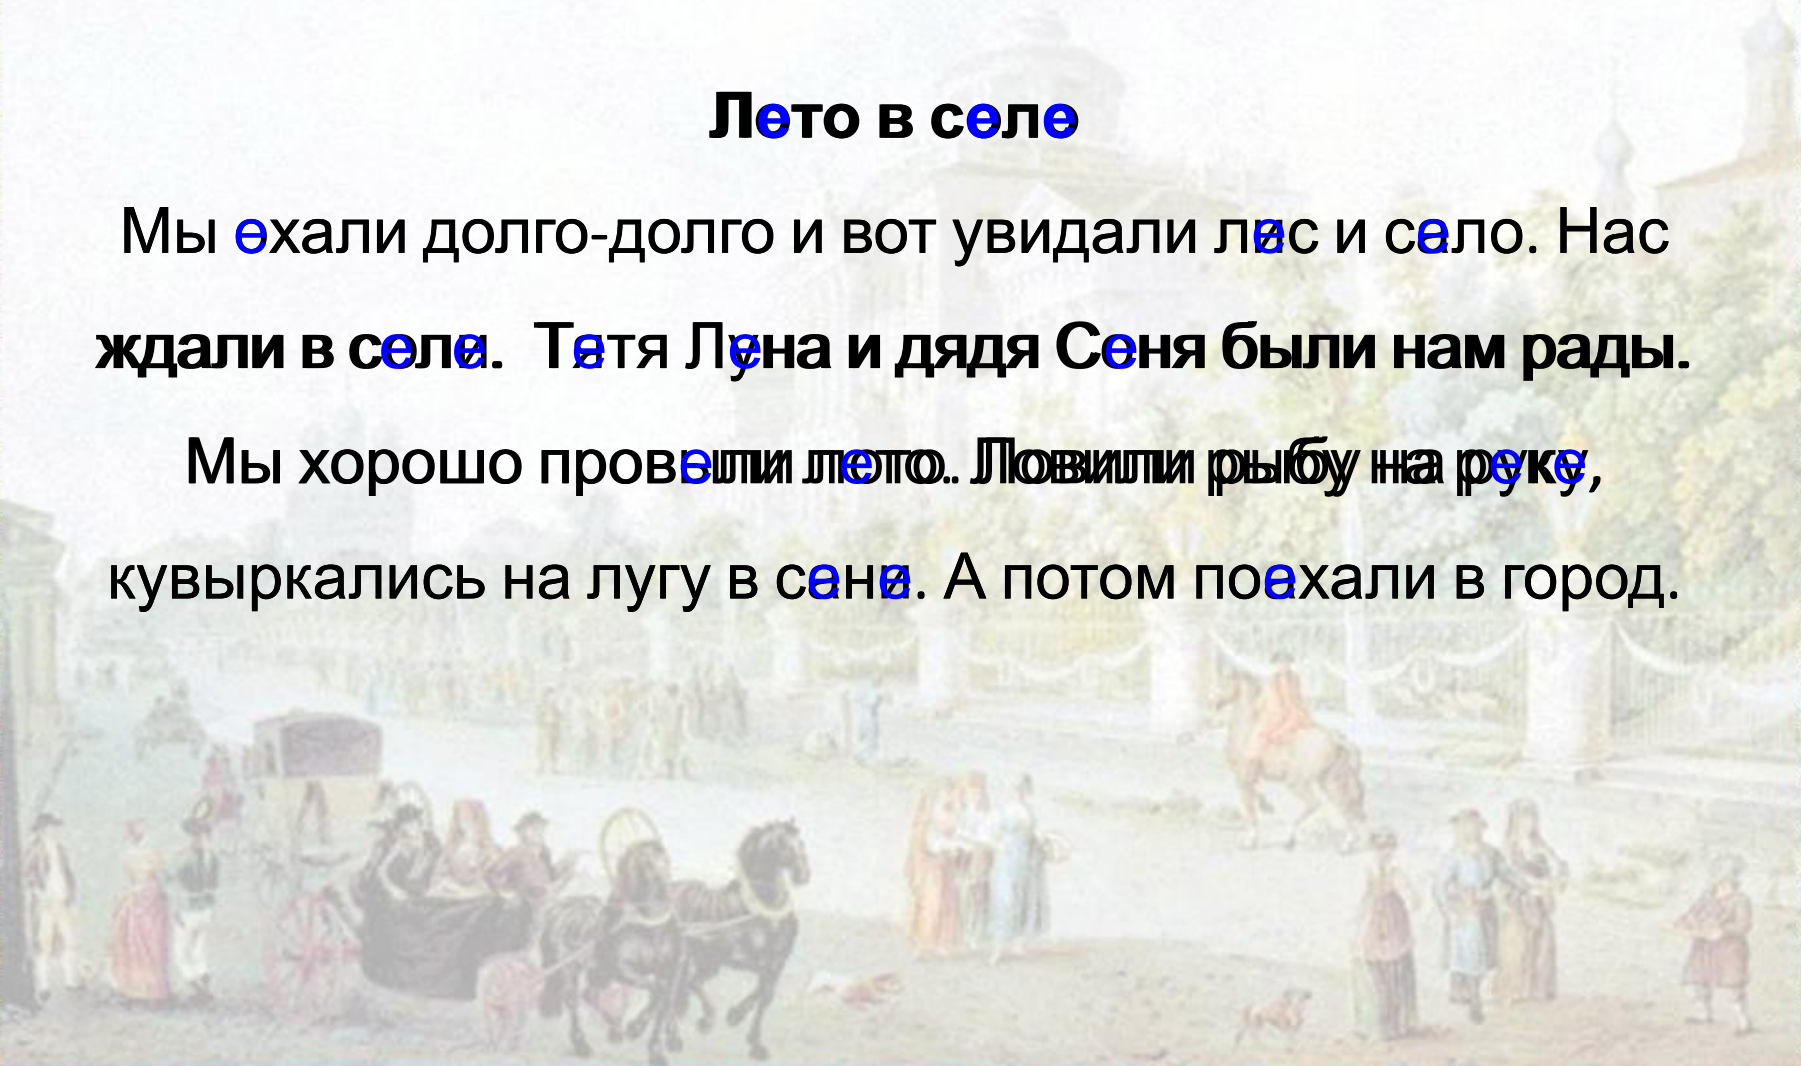 Лето в селе
Мы ехали долго-долго и вот увидали лес и село. Нас
ждали в селе. Тетя Лена и дядя Сеня были нам рады.
Мы хорошо провели лето. Ловили рыбу на реке,
кувыркались на лугу в сене. А потом поехали в город.